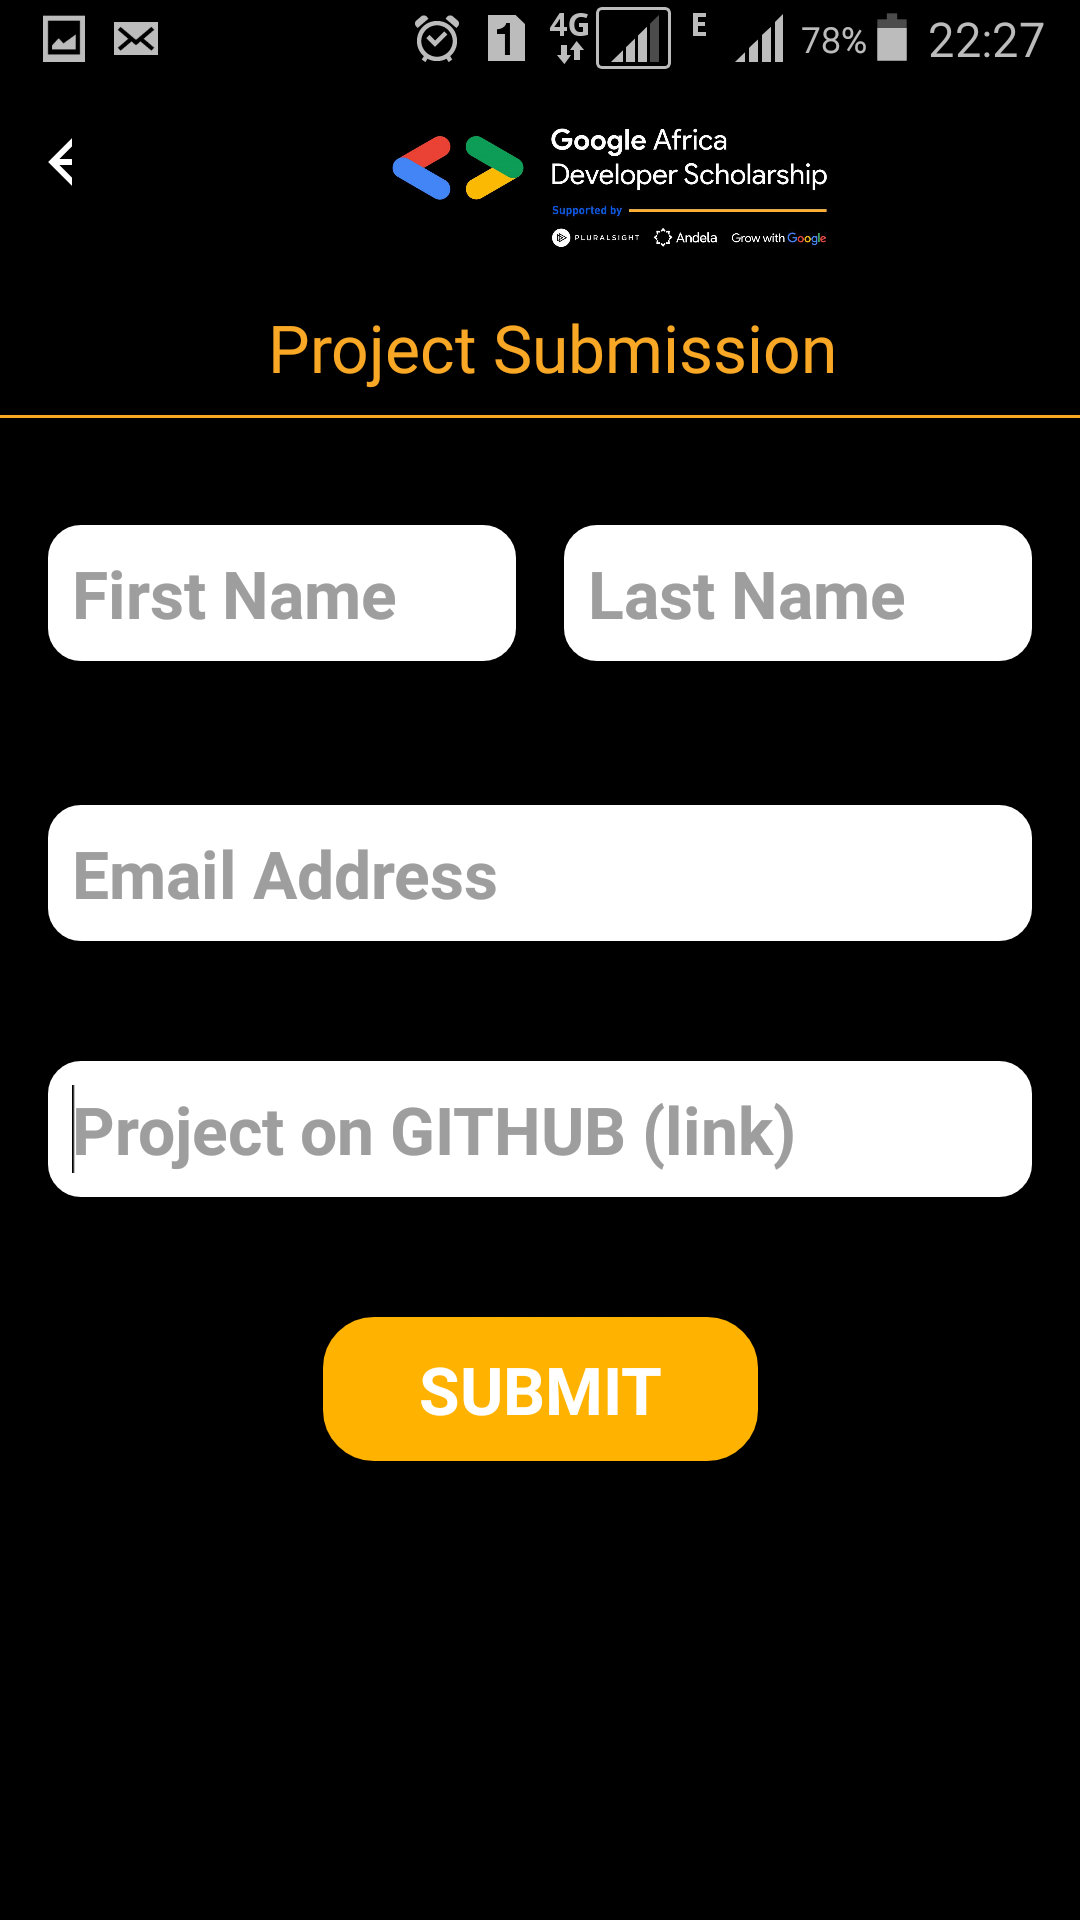 1 4G E 78% 22:27
Google Africa
Developer Scholarship
Supported by
PLURALSIGHT Andela Grow with Google
Project Submission
First Name Last Name
Email Address
Project on GITHUB (link)
SUBMIT